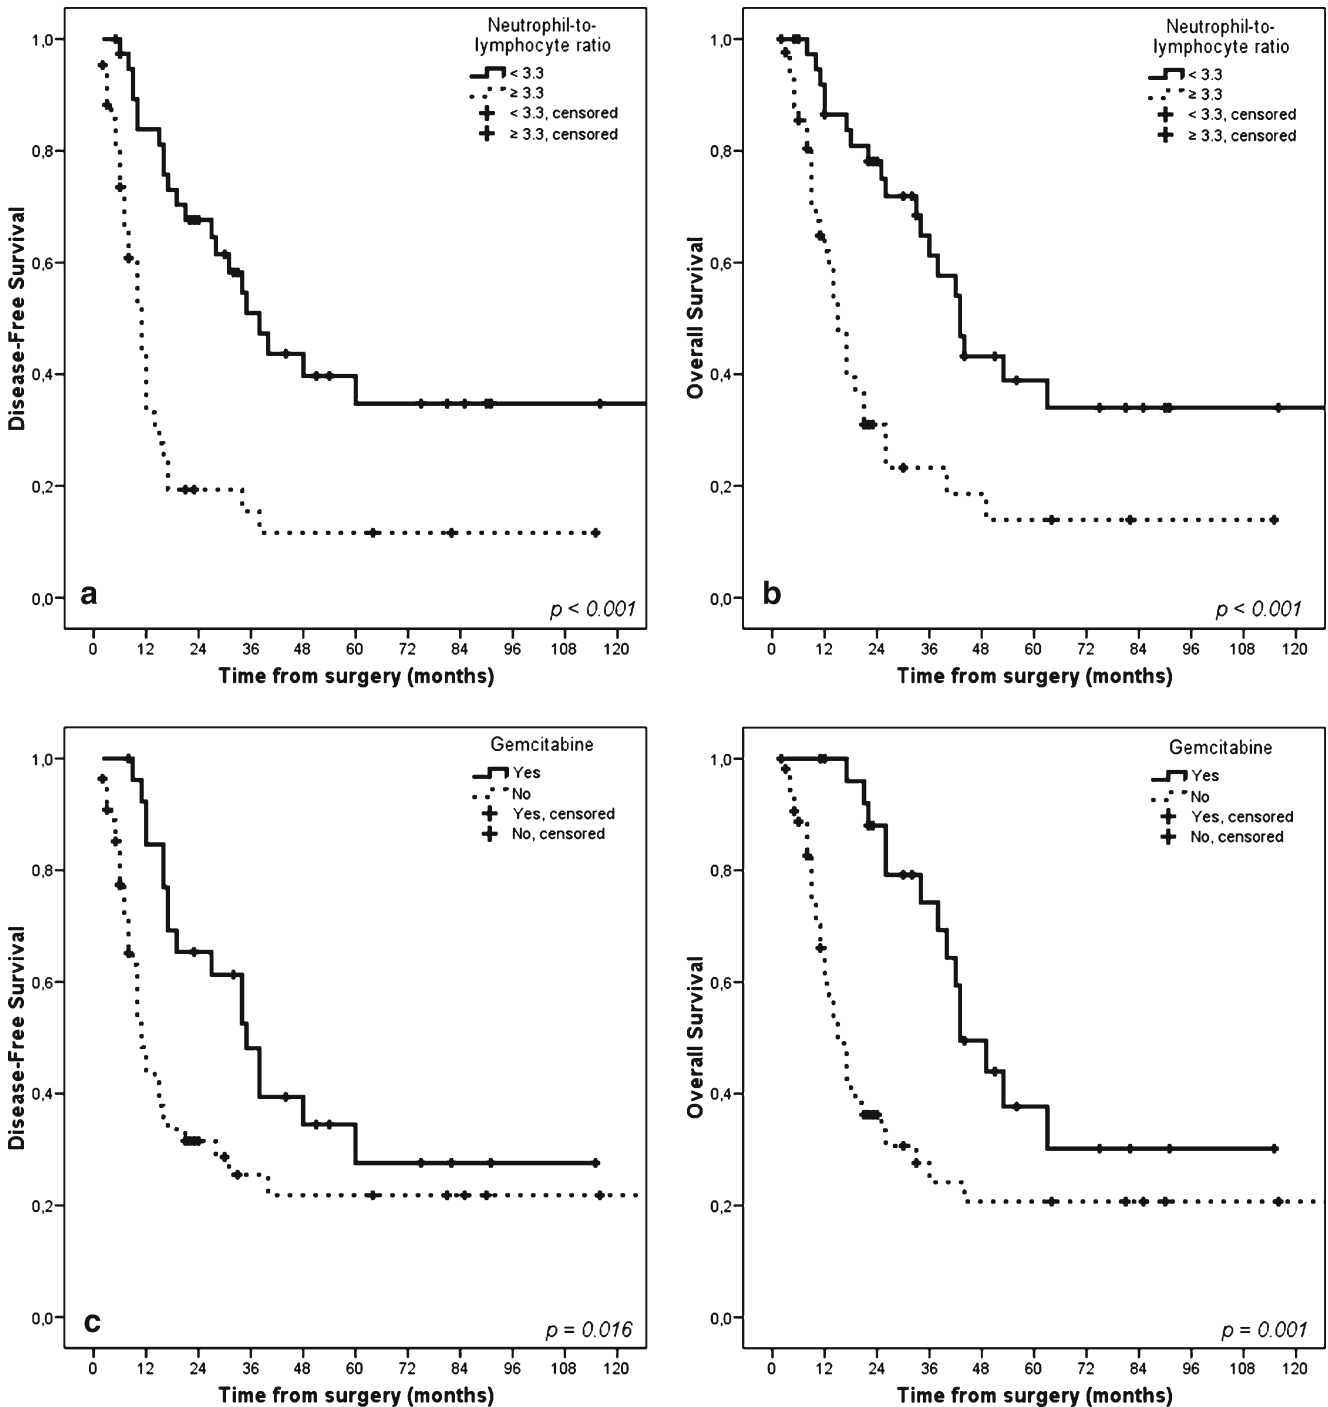 Neutrophil-to-
lymphocyte ratio
< 3.3
≥ 3.3
< 3.3, censored
≥ 3.3, censored
1,0
0,8
0,6
0,4
0,2
0,0
Disease-Free Survival
a
p < 0.001
0 12 24 36 48 60 72 84 96 108 120
Time from surgery (months)
Neutrophil-to-
lymphocyte ratio
< 3.3
≥ 3.3
< 3.3, censored
≥ 3.3, censored
1,0
0,8
0,6
0,4
0,2
0,0
Overall Survival
b
p < 0.001
0 12 24 36 48 60 72 84 96 108 120
Time from surgery (months)
Gemcitabine
Yes
No
Yes, censored
No, censored
1,0
0,8
0,6
0,4
0,2
0,0
Disease-Free Survival
c
p = 0.016
0 12 24 36 48 60 72 84 96 108 120
Time from surgery (months)
Gemcitabine
Yes
No
Yes, censored
No, censored
1,0
0,8
0,6
0,4
0,2
0,0
Overall Survival
p = 0.001
0 12 24 36 48 60 72 84 96 108 120
Time from surgery (months)